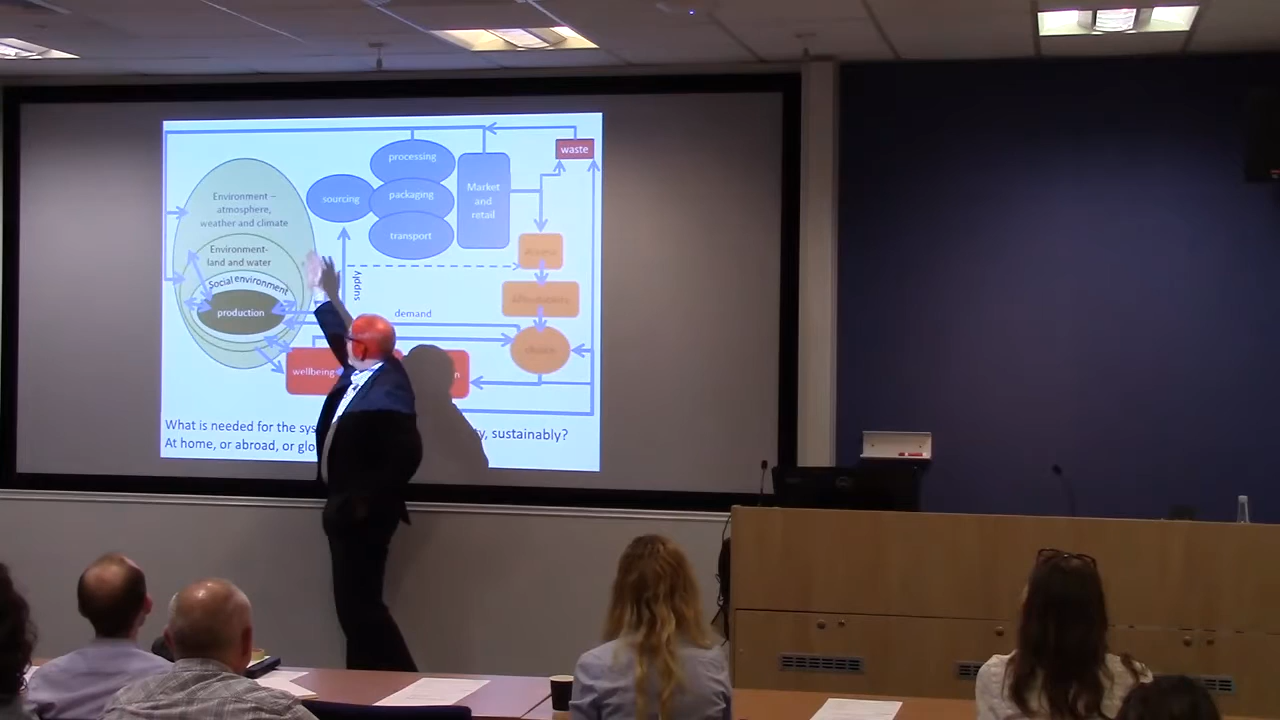 processing
waste
sourcing
packaging
Market
and
retail
transport
Environment –
atmosphere,
weather and climate
Environment-
land and water
Social environment
production
supply
demand
choice
wellbeing
What is needed for the sys
y, sustainably?
At home, or abroad, or glo